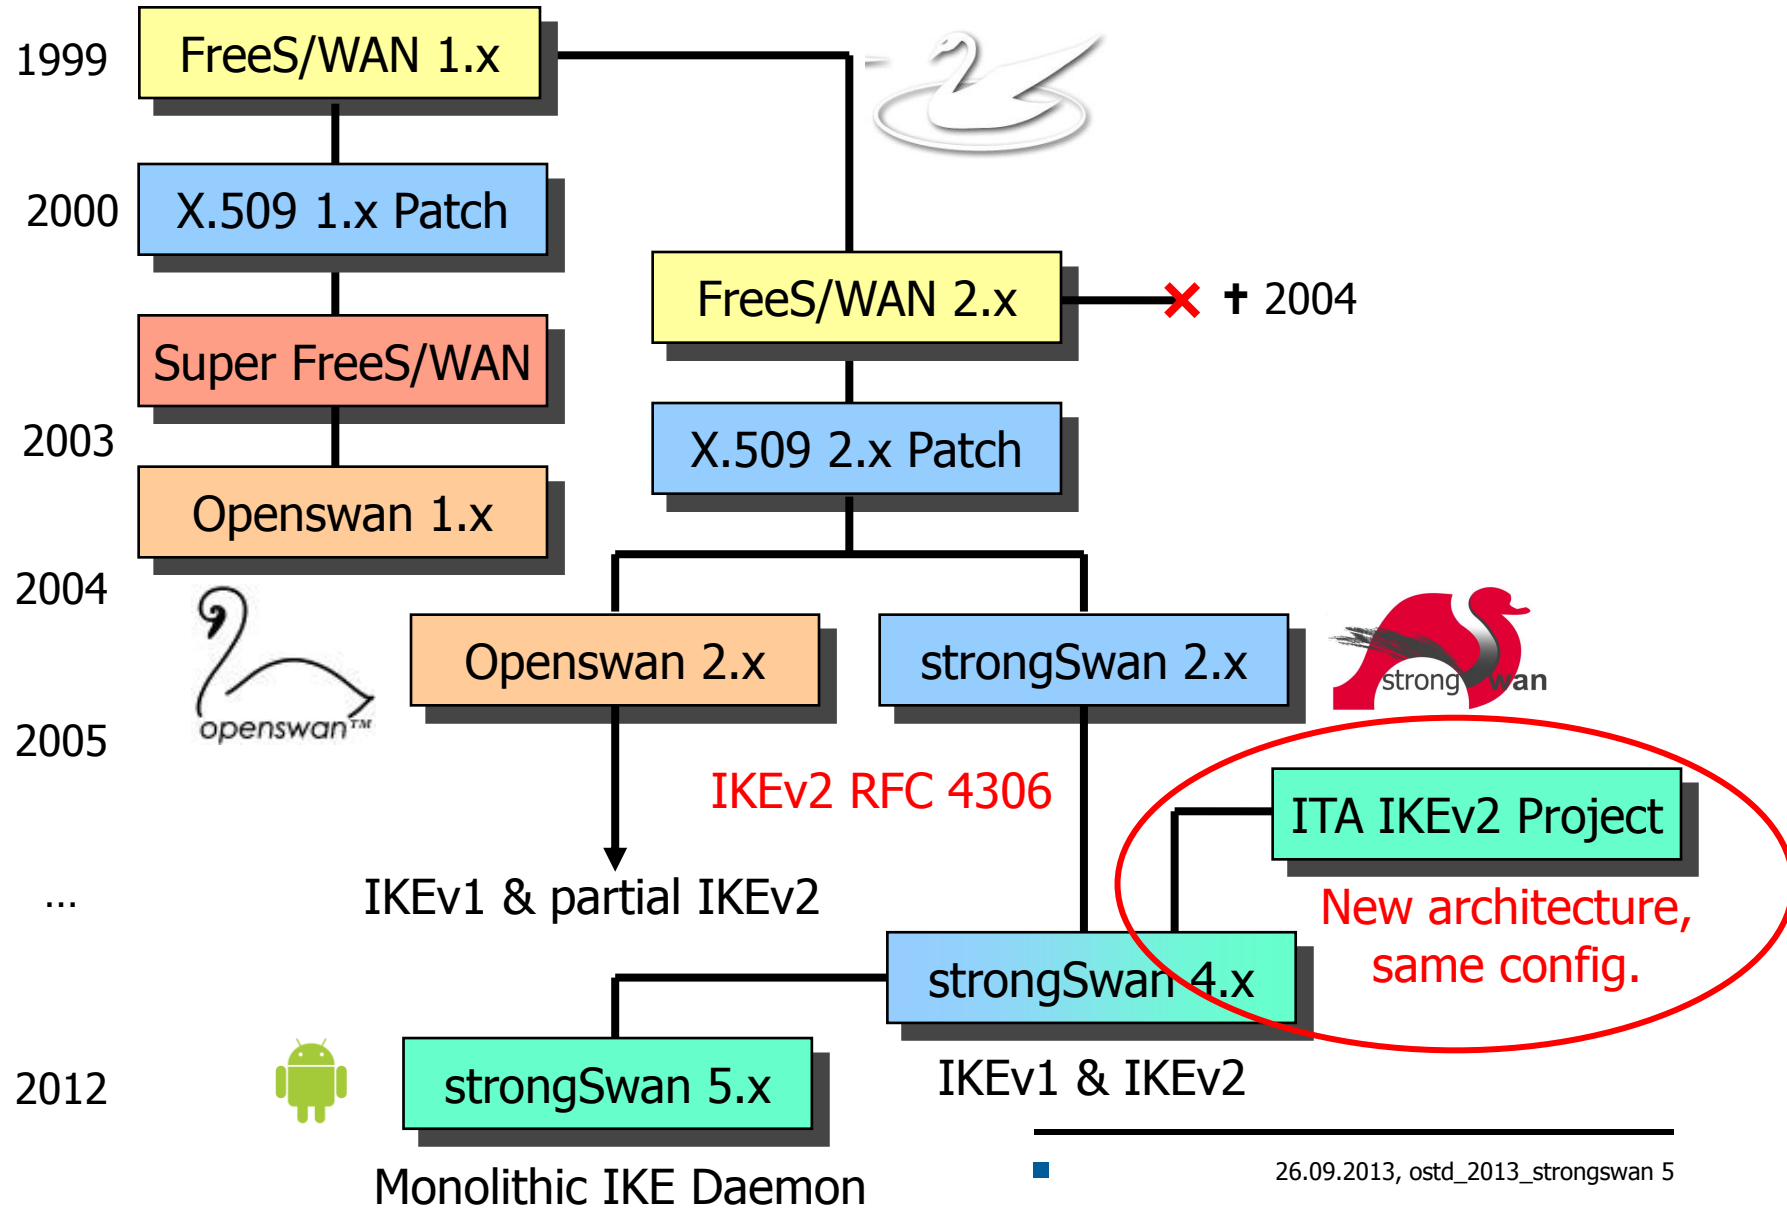 1999
FreeS/WAN 1.x
2000
X.509 1.x Patch
FreeS/WAN 2.x
✝ 2004
Super FreeS/WAN
2003
X.509 2.x Patch
Openswan 1.x
2004
openswan™
Openswan 2.x
strongSwan 2.x
strongSwan
2005
IKEv2 RFC 4306
ITA IKEv2 Project
...
IKEv1 & partial IKEv2
New architecture,
same config.
strongSwan 4.x
IKEv1 & IKEv2
2012
strongSwan 5.x
Monolithic IKE Daemon
26.09.2013, ostd_2013_strongswan 5